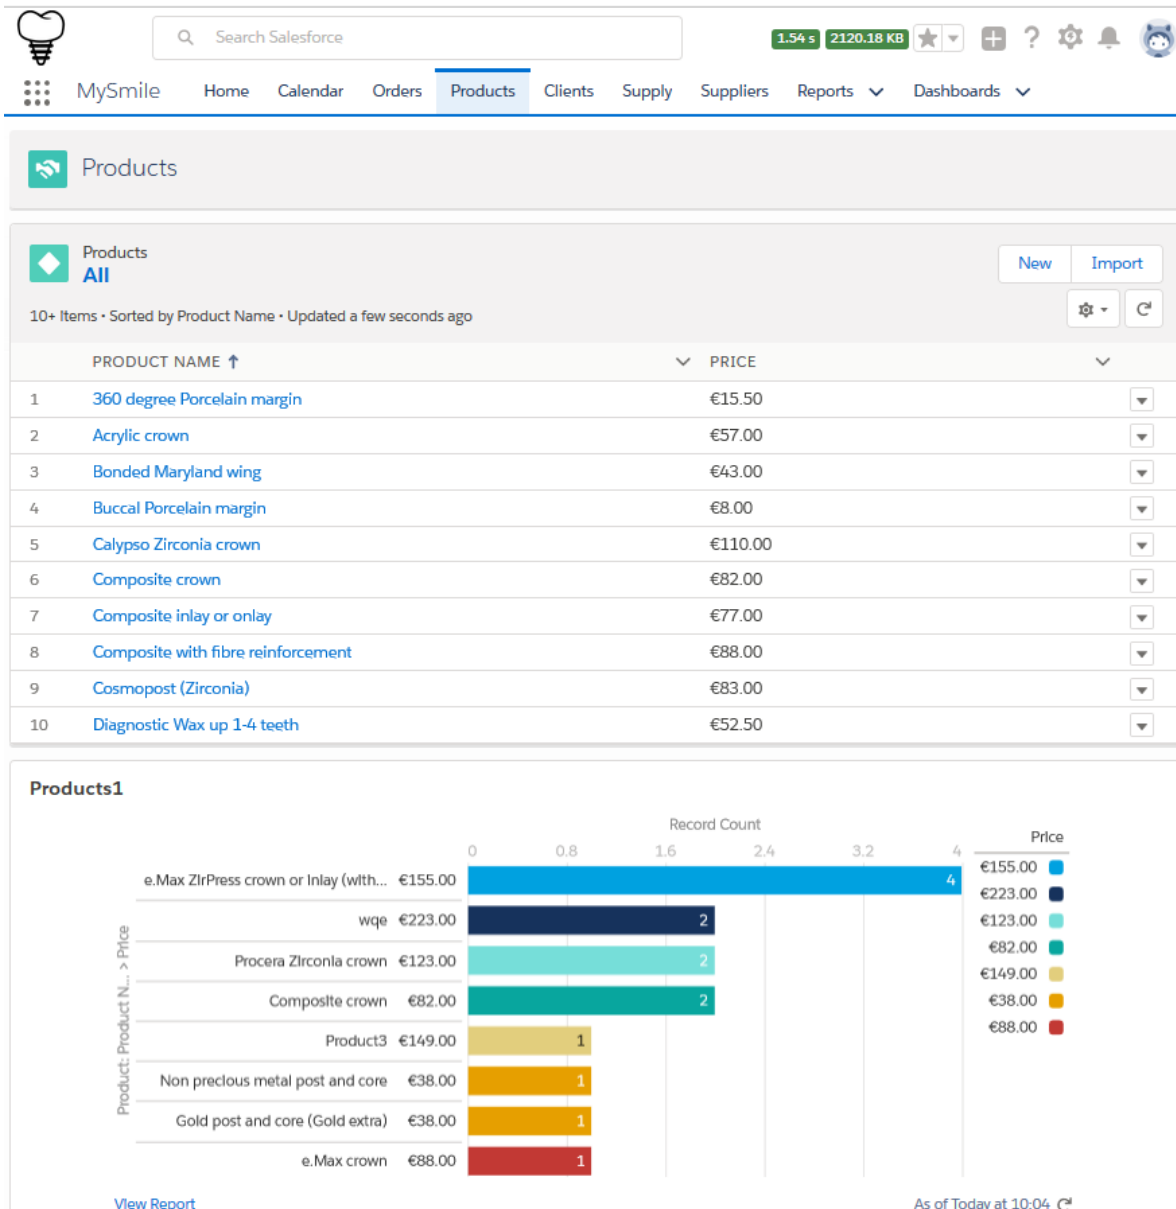 Search Salesforce
1.54 s 2120.18 KB
MySmile Home Calendar Orders Products Clients Supply Suppliers Reports Dashboards
Products
Products
All
New Import
10+ Items • Sorted by Product Name • Updated a few seconds ago
PRODUCT NAME PRICE
1 360 degree Porcelain margin €15.50
2 Acrylic crown €57.00
3 Bonded Maryland wing €43.00
4 Buccal Porcelain margin €8.00
5 Calypso Zirconia crown €110.00
6 Composite crown €82.00
7 Composite inlay or onlay €77.00
8 Composite with fibre reinforcement €88.00
9 Cosmopost (Zirconia) €83.00
10 Diagnostic Wax up 1-4 teeth €52.50
Products1
Record Count
0 0.8 1.6 2.4 3.2 4
Price
€155.00
€223.00
€123.00
€82.00
€149.00
€38.00
€88.00
Product: Product N... > Price
e.Max ZirPress crown or Inlay (with... €155.00 4
wqe €223.00 2
Procera Zirconia crown €123.00 2
Composite crown €82.00 2
Product3 €149.00 1
Non precious metal post and core €38.00 1
Gold post and core (Gold extra) €38.00 1
e.Max crown €88.00 1
View Report
As of Today at 10:04